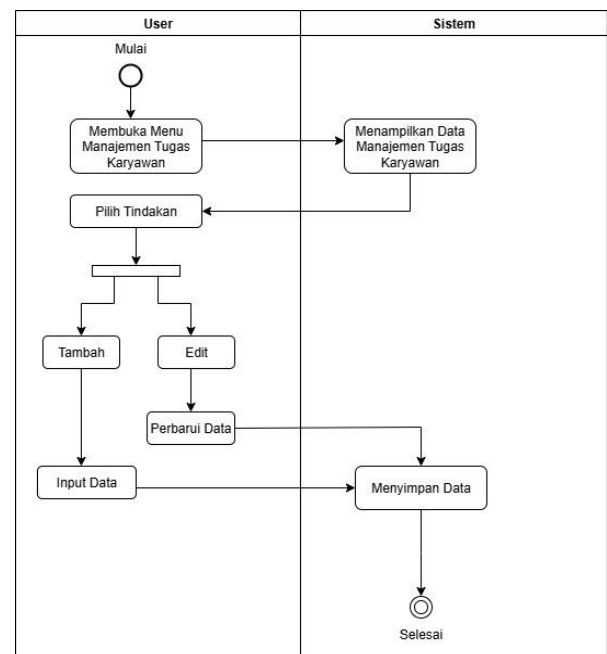 User
Sistem
Mulai
Membuka Menu
Manajemen Tugas
Karyawan
Menampilkan Data
Manajemen Tugas
Karyawan
Pilih Tindakan
Tambah
Edit
Perbarui Data
Input Data
Menyimpan Data
Selesai